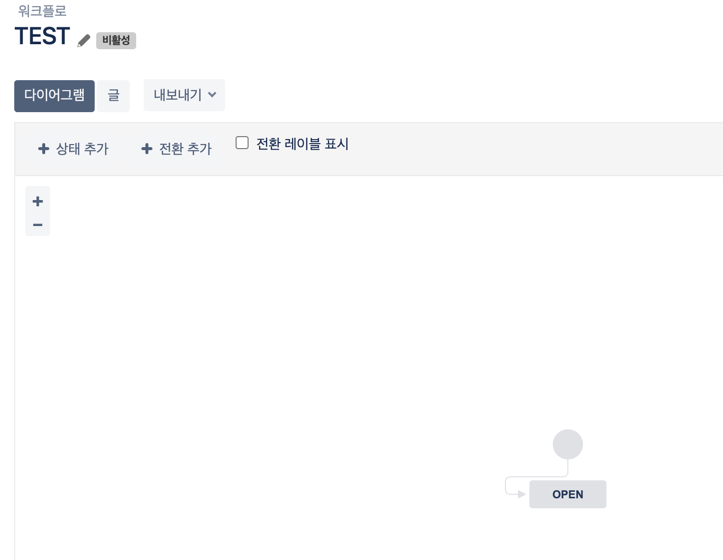 워크플로
TEST 비활성
다이어그램 글 내보내기
+ 상태 추가 + 전환 추가 전환 레이블 표시
+
−
OPEN